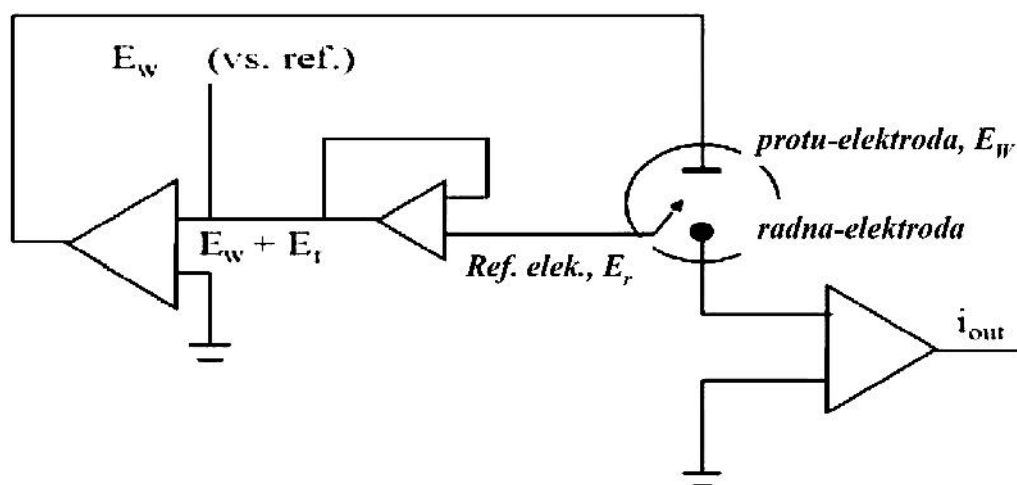 E_w (vs. ref.)
protu-elektroda, E_W
radna-elektroda
E_w + E_r
Ref. elek., E_r
i_out